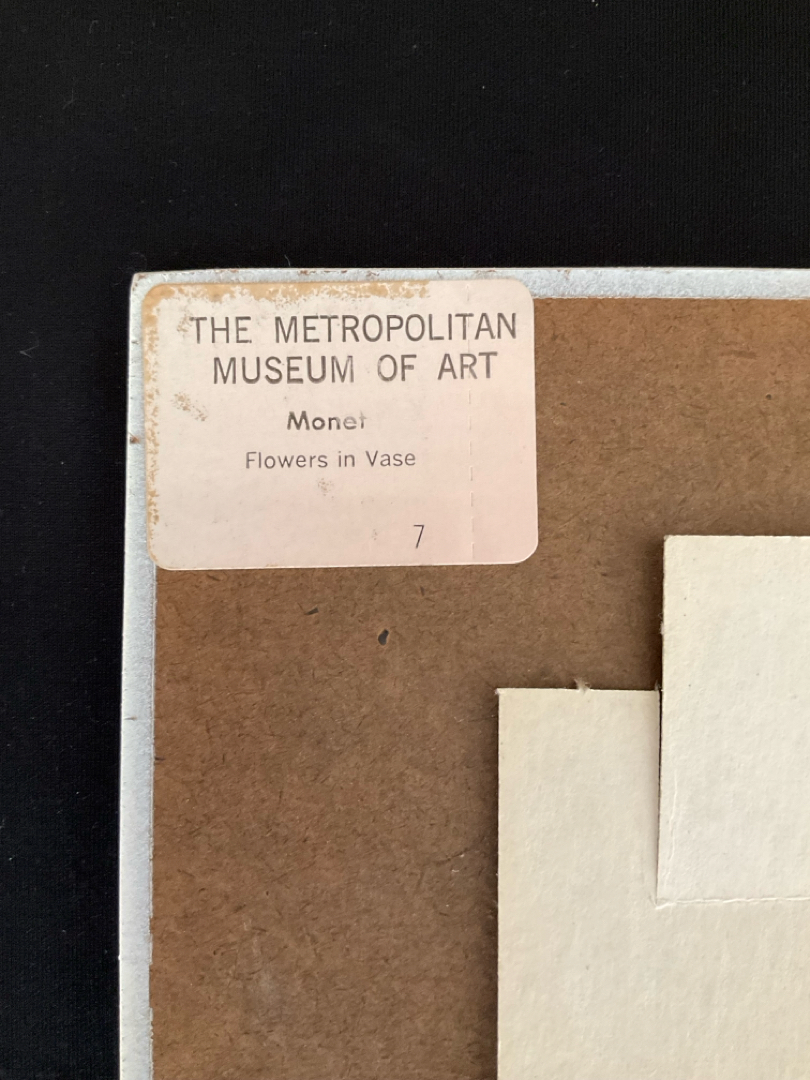 THE METROPOLITAN
MUSEUM OF ART
Monet
Flowers in Vase
7